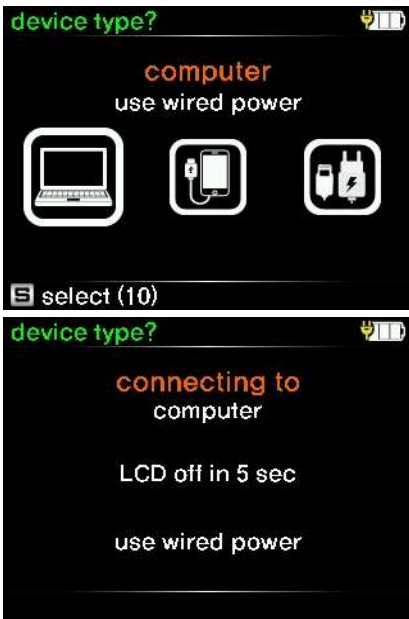 device type?
computer
use wired power
S select (10)
device type?
connecting to
computer
LCD off in 5 sec
use wired power